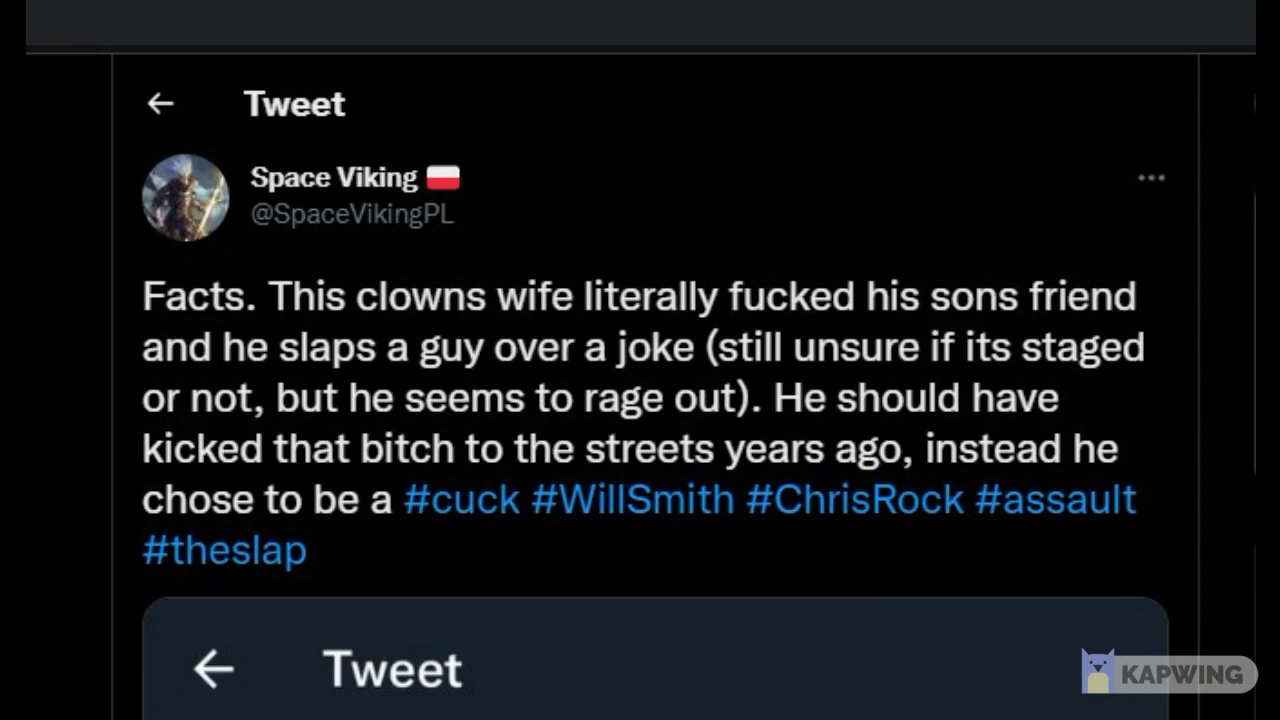 Tweet
Space Viking 🇵🇱
@SpaceVikingPL
Facts. This clowns wife literally fucked his sons friend
and he slaps a guy over a joke (still unsure if its staged
or not, but he seems to rage out). He should have
kicked that bitch to the streets years ago, instead he
chose to be a #cuck #WillSmith #ChrisRock #assault
#theslap
Tweet
KAPWING